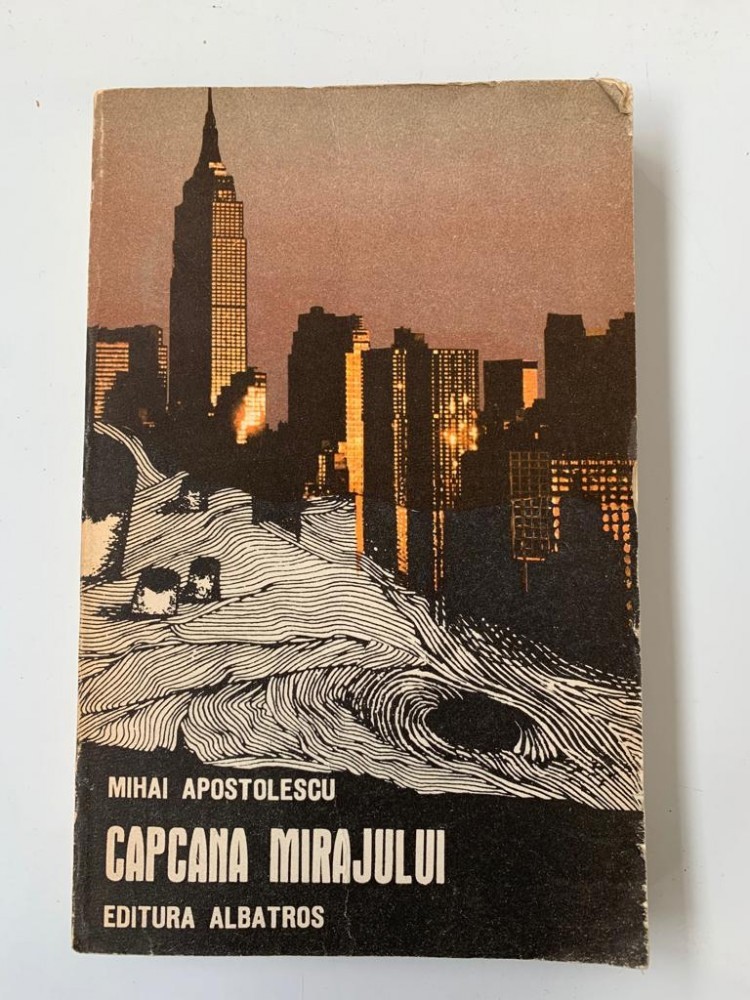 MIHAI APOSTOLESCU
CAPCANA MIRAJULUI
EDITURA ALBATROS